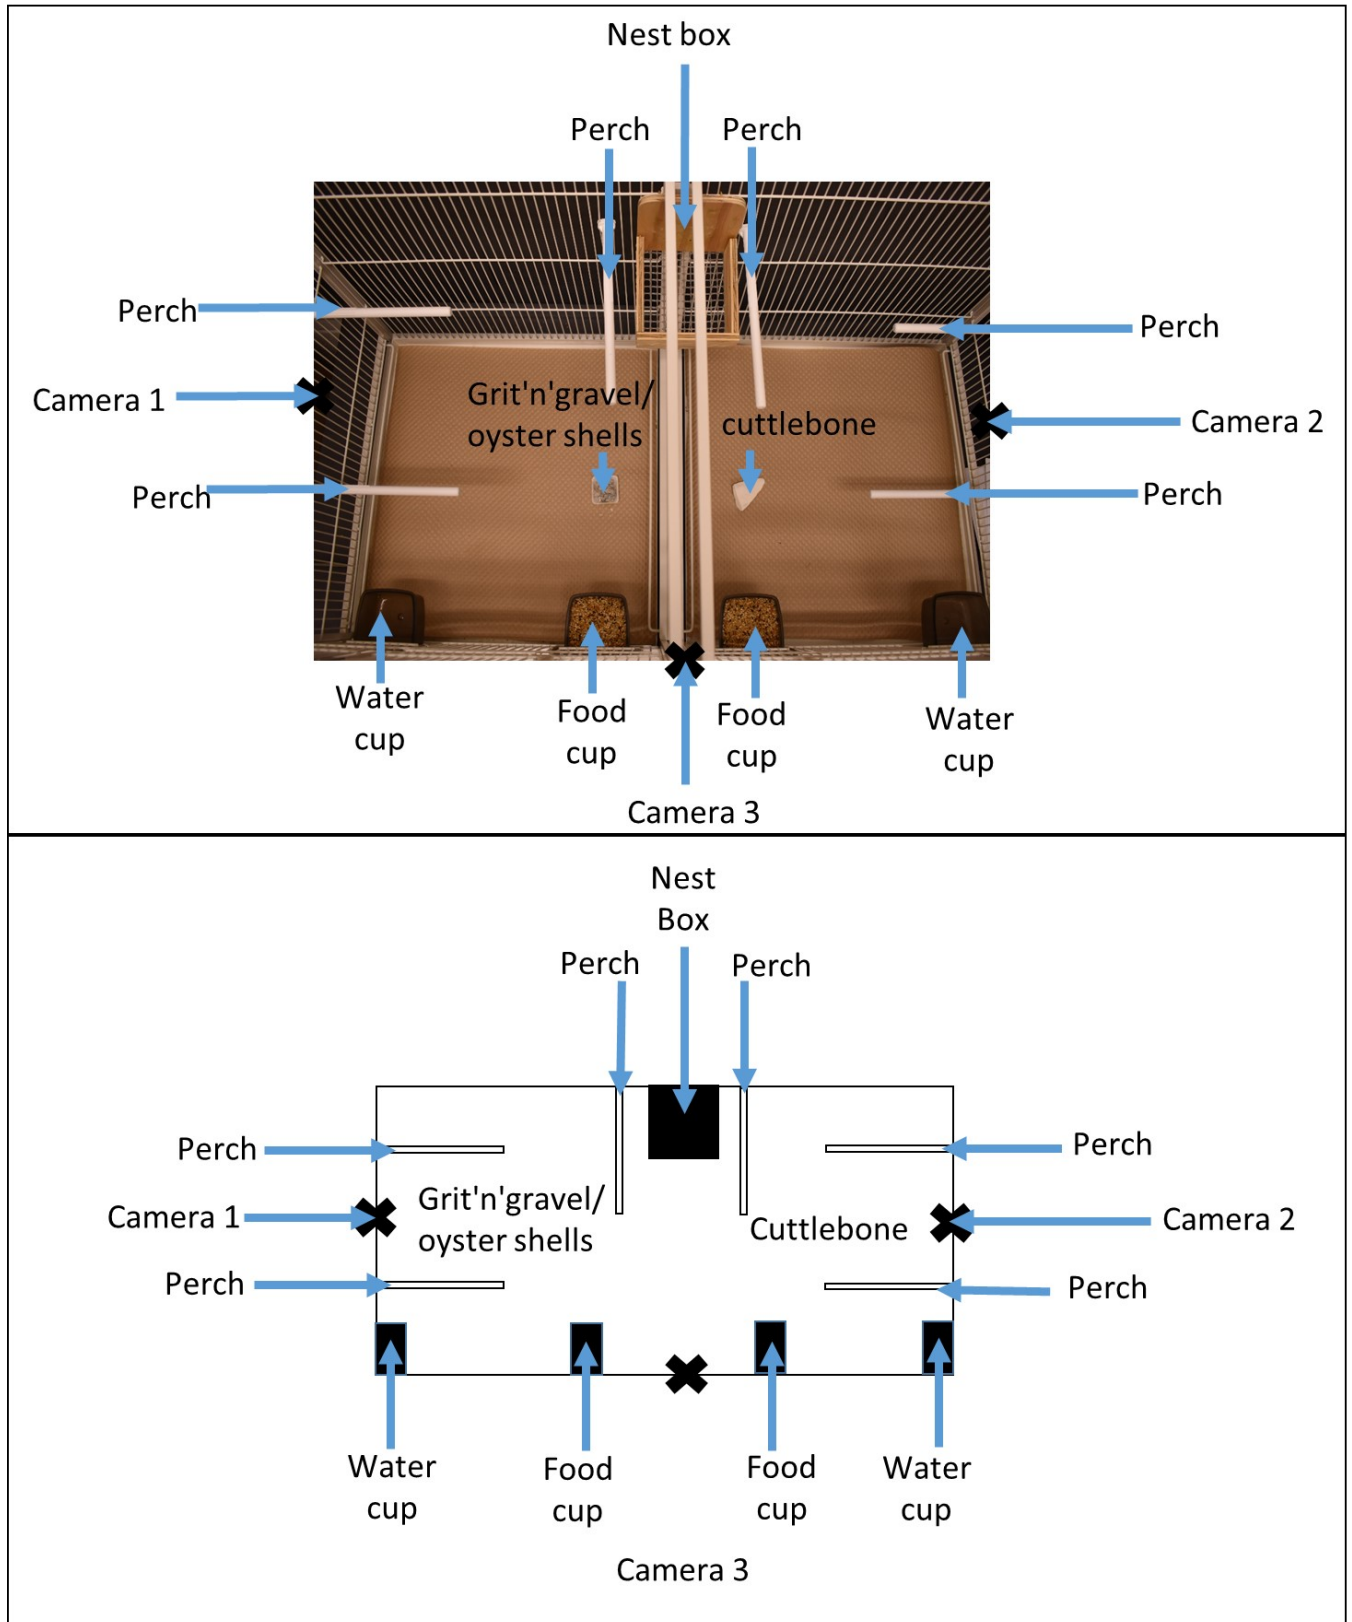 Nest box
Perch
Perch
Perch
Perch
Camera 1
Grit'n'gravel/
oyster shells
cuttlebone
Camera 2
Perch
Perch
Water
cup
Food
cup
Food
cup
Water
cup
Camera 3
Nest
Box
Perch
Perch
Perch
Perch
Camera 1
Grit'n'gravel/
oyster shells
Cuttlebone
Camera 2
Perch
Perch
Water
cup
Food
cup
Food
cup
Water
cup
Camera 3